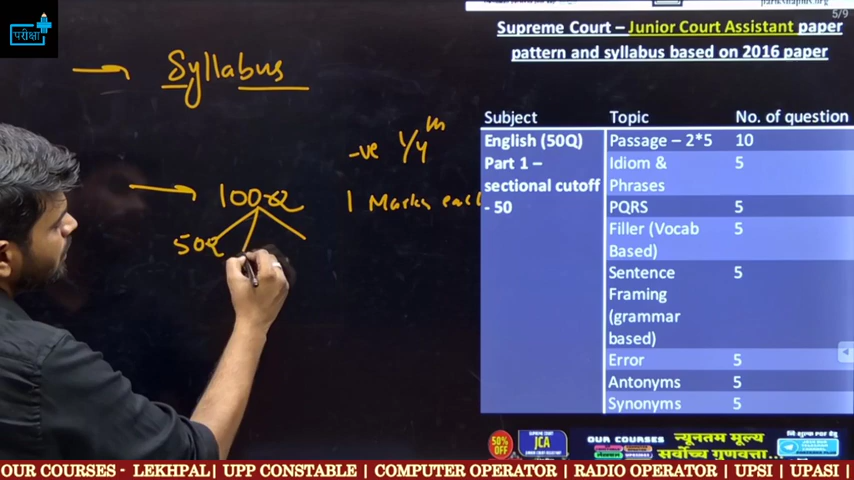 परीक्षा
Syllabus
-ve 1/4th
100Q
1 Marks each
50Q
5/9
Supreme Court – Junior Court Assistant paper
pattern and syllabus based on 2016 paper
Subject Topic No. of question
English (50Q) Passage – 2*5 10
Part 1 – Idiom & 5
sectional cutoff Phrases
- 50 PQRS 5
Filler (Vocab 5
Based)
Sentence 5
Framing
(grammar
based)
Error 5
Antonyms 5
Synonyms 5
50% OFF
JCA
OUR COURSES
न्यूनतम मूल्य
सर्वोच्च गुणवत्ता...
OUR COURSES - LEKHPAL| UPP CONSTABLE | COMPUTER OPERATOR | RADIO OPERATOR | UPSI | UPASI |